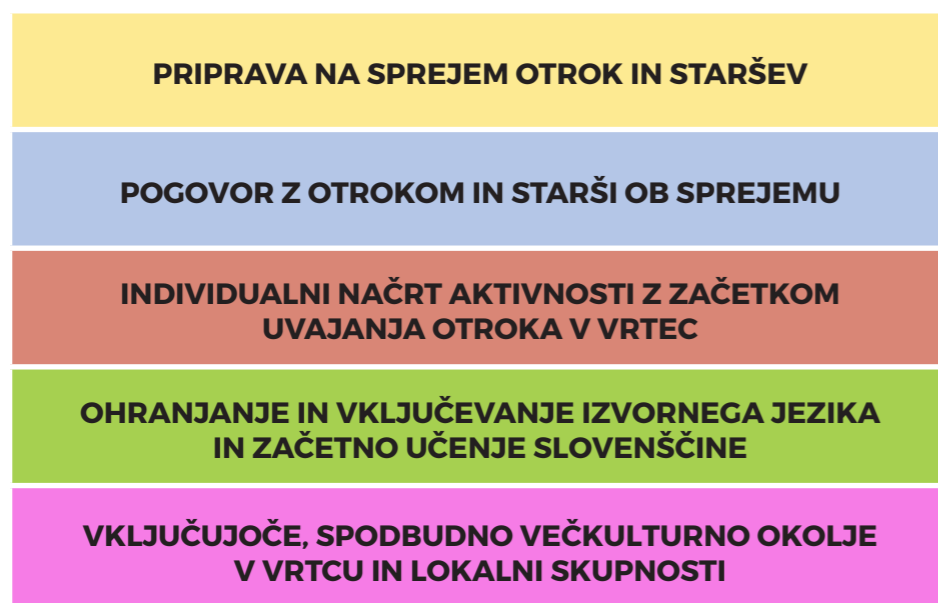 PRIPRAVA NA SPREJEM OTROK IN STARŠEV
POGOVOR Z OTROKOM IN STARŠI OB SPREJEMU
INDIVIDUALNI NAČRT AKTIVNOSTI Z ZAČETKOM
UVAJANJA OTROKA V VRTEC
OHRANJANJE IN VKLJUČEVANJE IZVORNEGA JEZIKA
IN ZAČETNO UČENJE SLOVENŠČINE
VKLJUČUJOČE, SPODBUDNO VEČKULTURNO OKOLJE
V VRTCU IN LOKALNI SKUPNOSTI